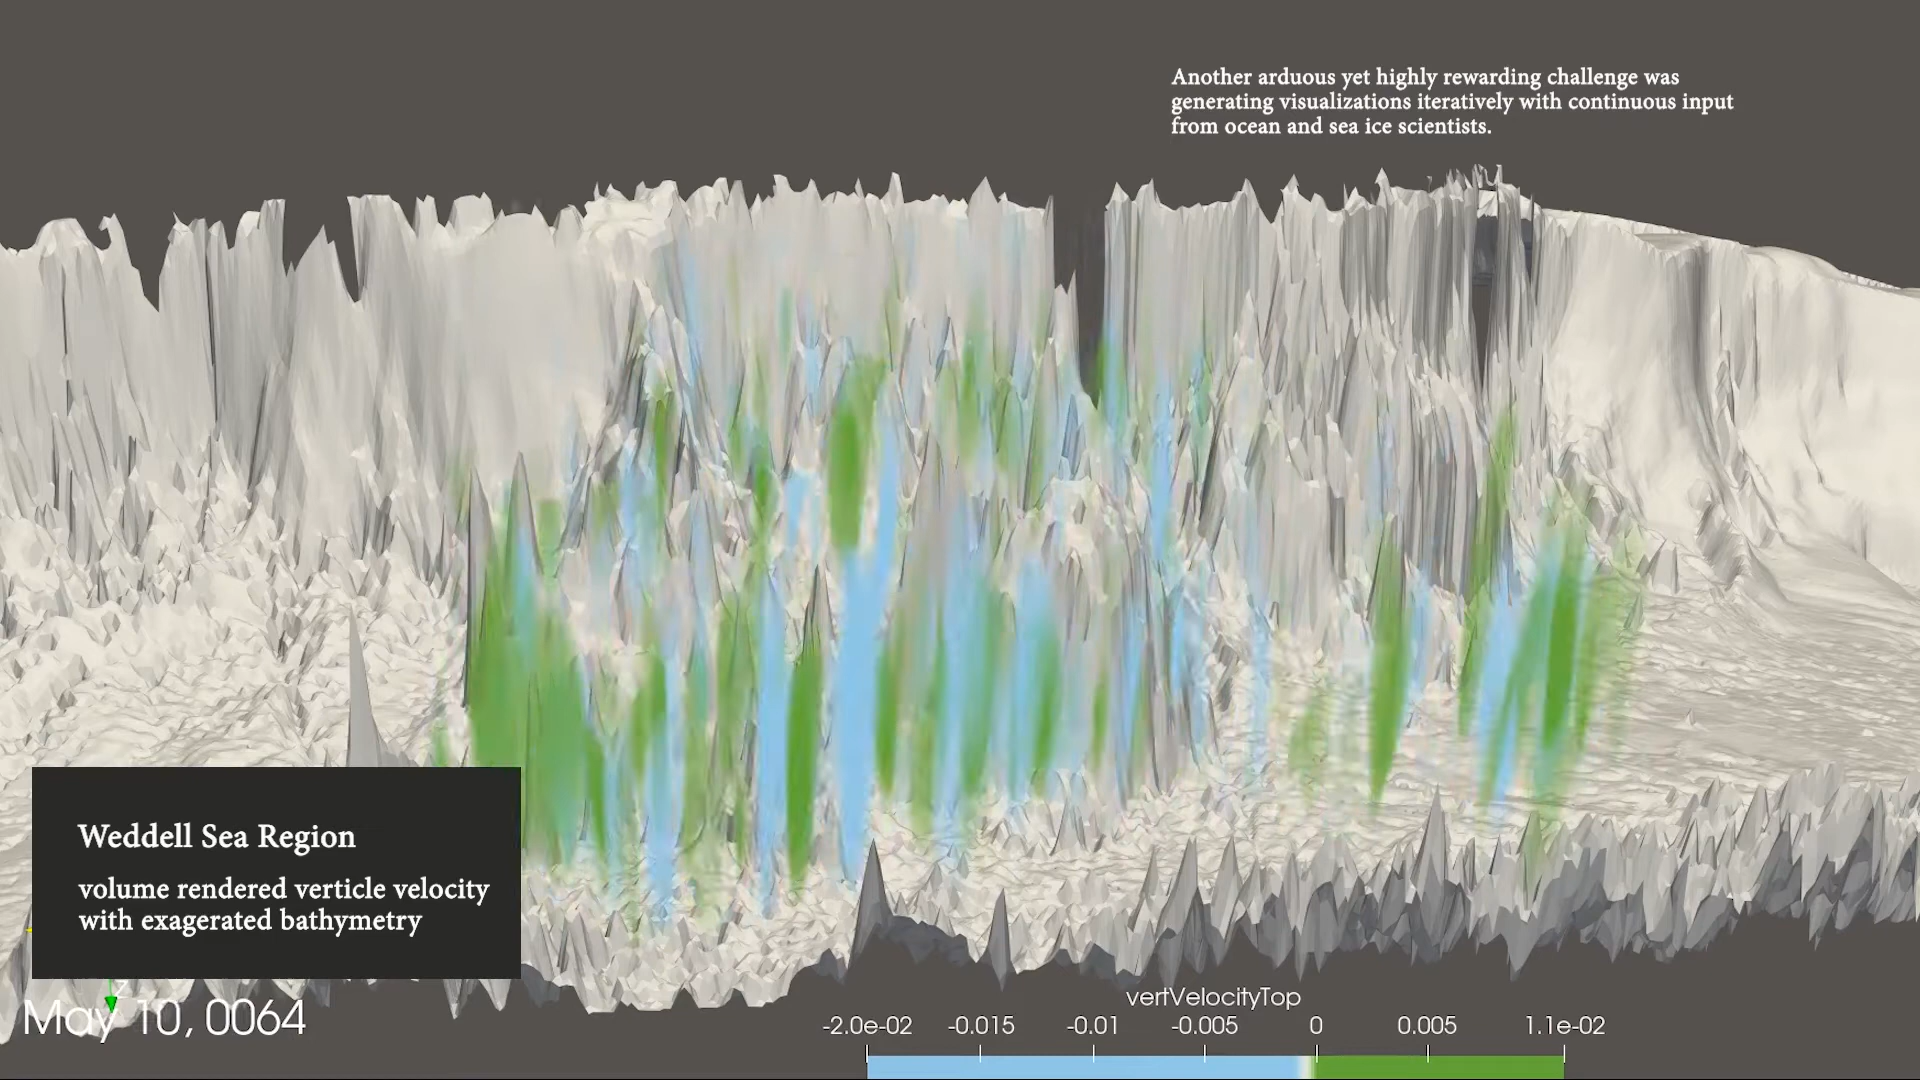 Another arduous yet highly rewarding challenge was
generating visualizations iteratively with continuous input
from ocean and sea ice scientists.
Weddell Sea Region
volume rendered verticle velocity
with exagerated bathymetry
Z
May 10, 0064
vertVelocityTop
-2.0e-02 -0.015 -0.01 -0.005 0 0.005 1.1e-02